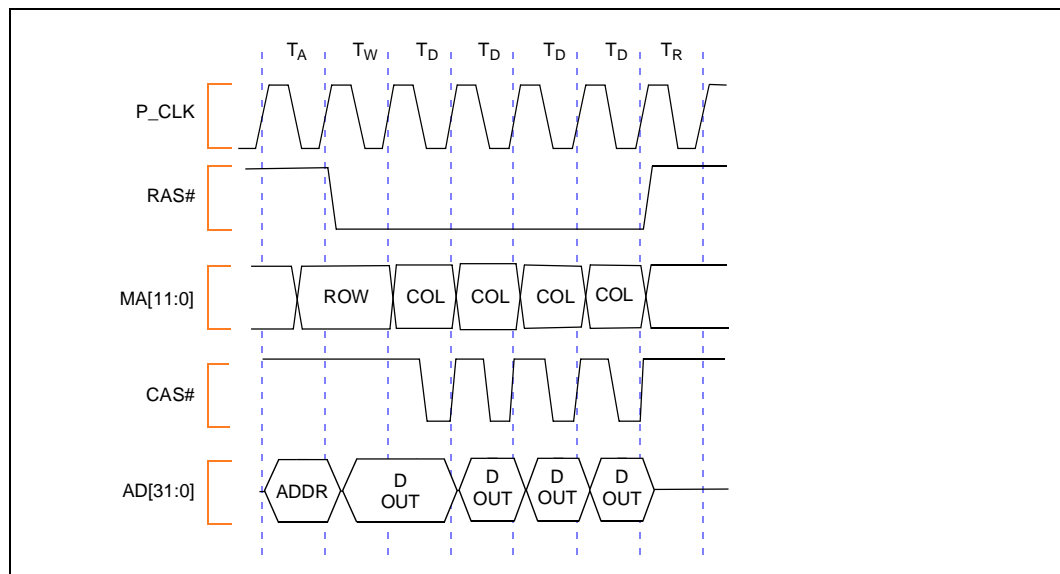 TA TW TD TD TD TD TR
P_CLK
RAS#
MA[11:0] ROW COL COL COL COL
CAS#
AD[31:0] ADDR D OUT D OUT D OUT D OUT